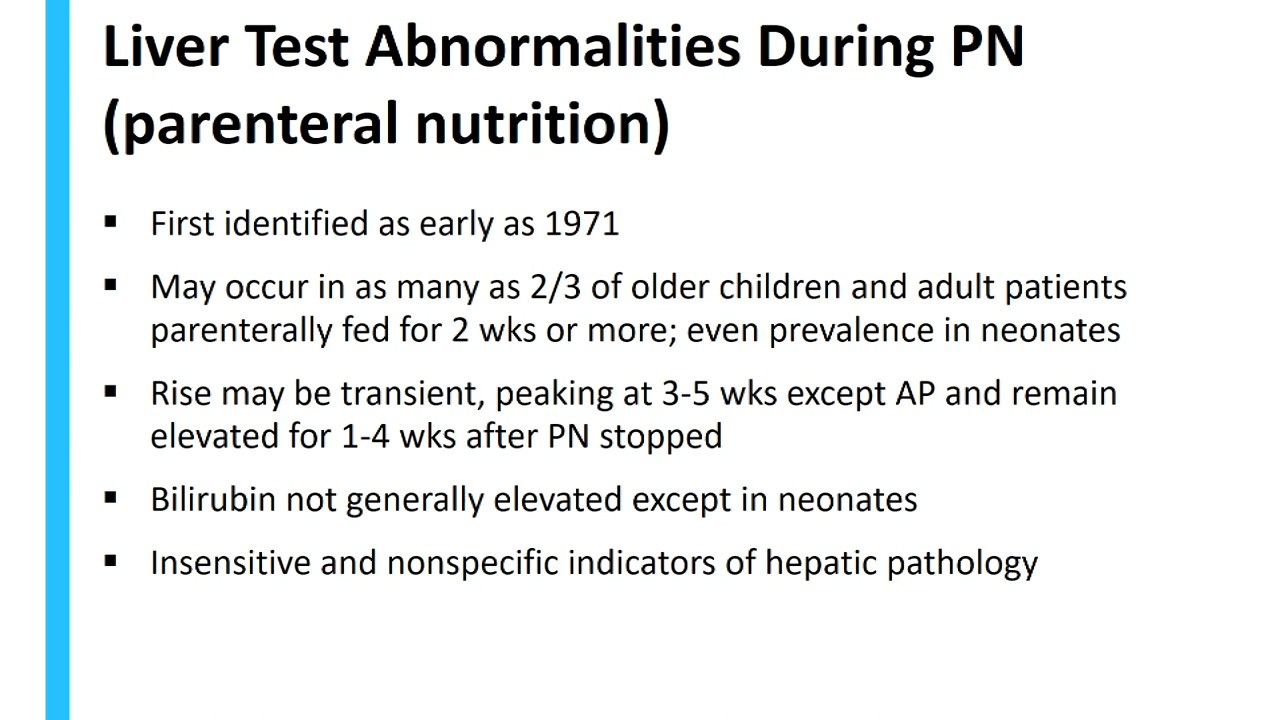 Liver Test Abnormalities During PN
(parenteral nutrition)
▪ First identified as early as 1971
▪ May occur in as many as 2/3 of older children and adult patients
parenterally fed for 2 wks or more; even prevalence in neonates
▪ Rise may be transient, peaking at 3-5 wks except AP and remain
elevated for 1-4 wks after PN stopped
▪ Bilirubin not generally elevated except in neonates
▪ Insensitive and nonspecific indicators of hepatic pathology